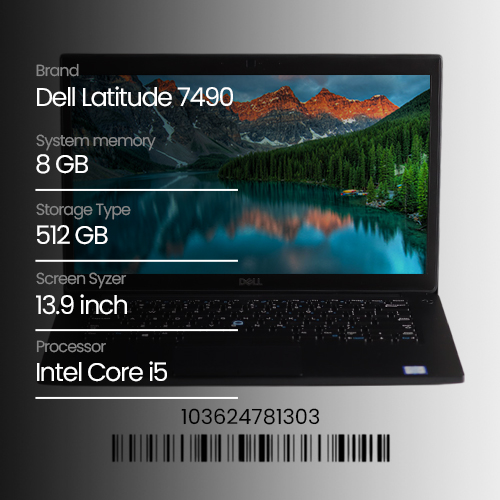 Brand
Dell Latitude 7490
System memory
8 GB
Storage Type
512 GB
Screen Syzer
13.9 inch
Processor
Intel Core i5
DELL
103624781303